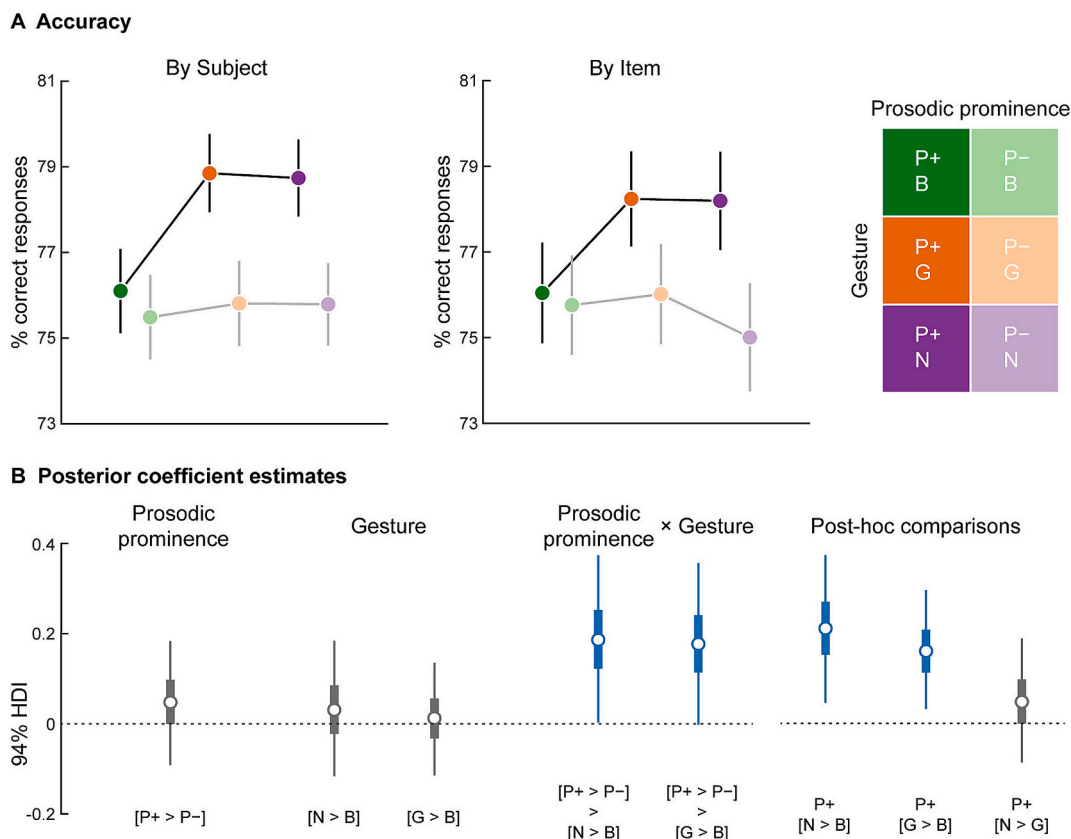 A Accuracy
By Subject
By Item
81
79
77
75
73
% correct responses
81
79
77
75
73
% correct responses
Prosodic prominence
Gesture
P+
B
P−
B
P+
G
P−
G
P+
N
P−
N
B Posterior coefficient estimates
Prosodic
prominence
Gesture
Prosodic
prominence × Gesture
Post-hoc comparisons
0.4
0.2
0
-0.2
94% HDI
[P+ > P−]
[N > B]
[G > B]
[P+ > P−]
>
[N > B]
[P+ > P−]
>
[G > B]
P+
[N > B]
P+
[G > B]
P+
[N > G]